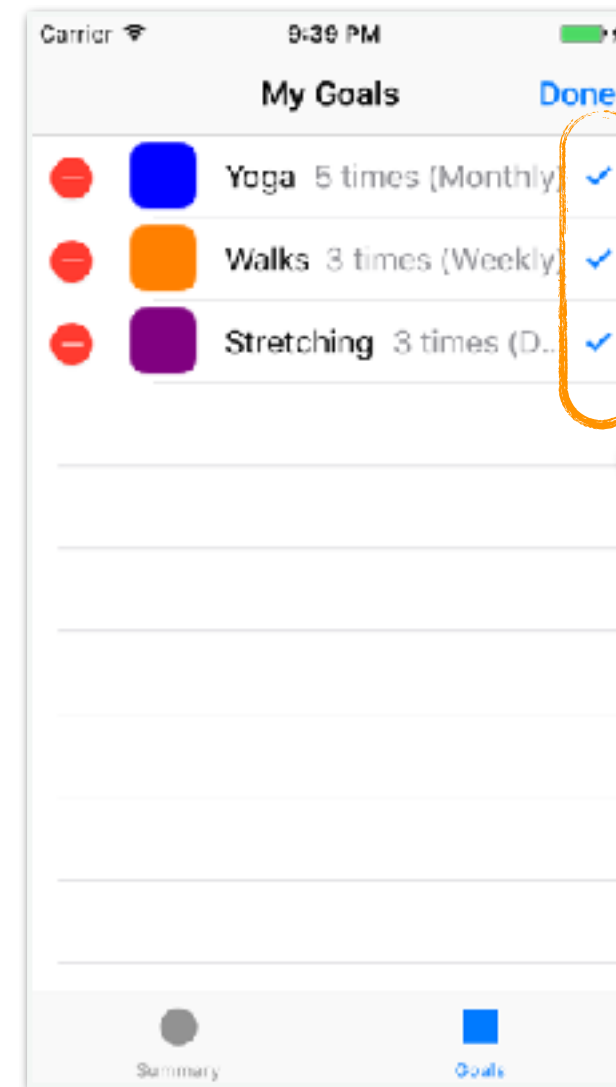 Carrier 9:39 PM
My Goals Done
Yoga 5 times (Monthly)
Walks 3 times (Weekly)
Stretching 3 times (D...
Summary Goals